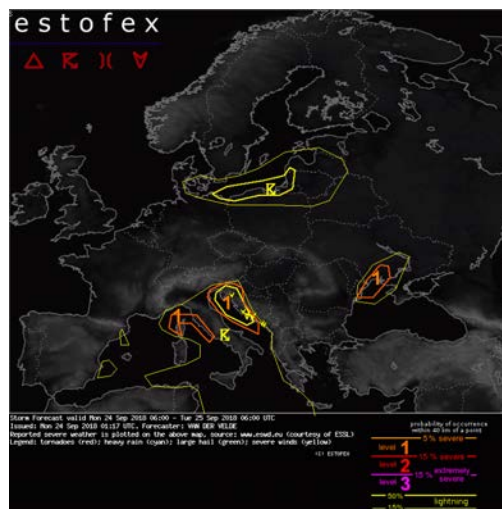 estofex
1
1
1
Storm Forecast valid Mon 24 Sep 2018 06:00 - Tue 25 Sep 2018 06:00 UTC
Issued: Mon 24 Sep 2018 01:17 UTC, Forecaster: VAN DER VELDE
Reported severe weather is plotted on the above map, source: www.eswd.eu (courtesy of ESSL)
Legend: tornadoes (red); heavy rain (cyan); large hail (green); severe winds (yellow)
(C) ESTOFEX
probability of occurrence
within 40 km of a point
level 1 5% severe
level 2 15% severe
level 3 15% extremely severe
50% lightning
15%